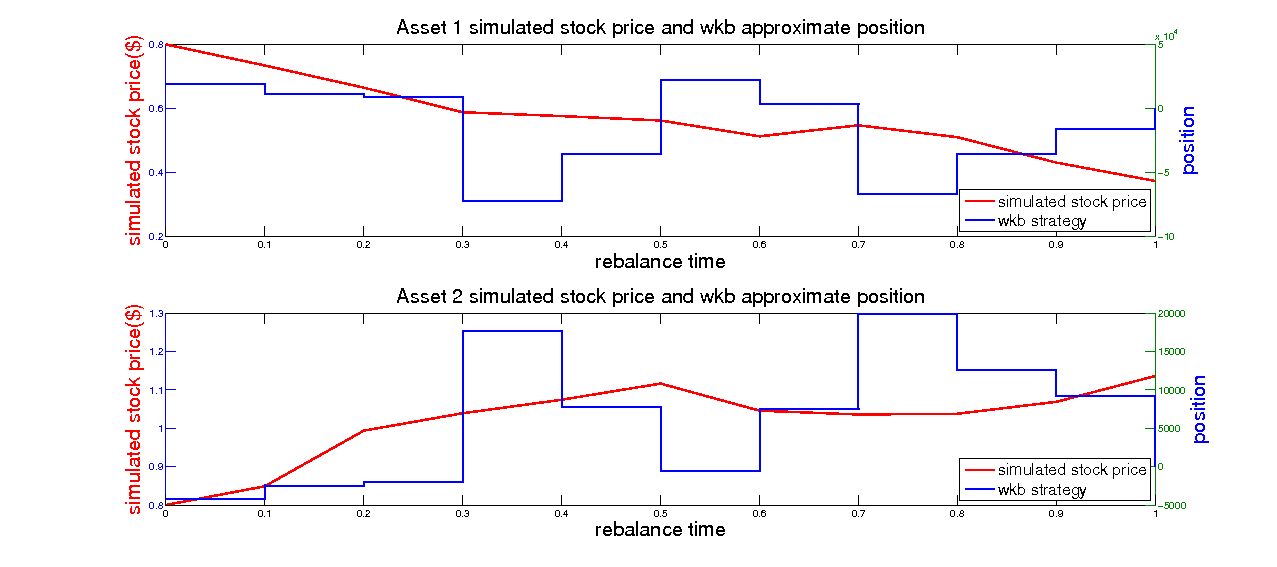 Asset 1 simulated stock price and wkb approximate position
x 10^4
simulated stock price($)
0.8
0.6
0.4
0.2
5
0
-5
-10
position
simulated stock price
wkb strategy
0 0.1 0.2 0.3 0.4 0.5 0.6 0.7 0.8 0.9 1
rebalance time
Asset 2 simulated stock price and wkb approximate position
simulated stock price($)
1.3
1.2
1.1
1
0.9
0.8
20000
15000
10000
5000
0
-5000
position
simulated stock price
wkb strategy
0 0.1 0.2 0.3 0.4 0.5 0.6 0.7 0.8 0.9 1
rebalance time